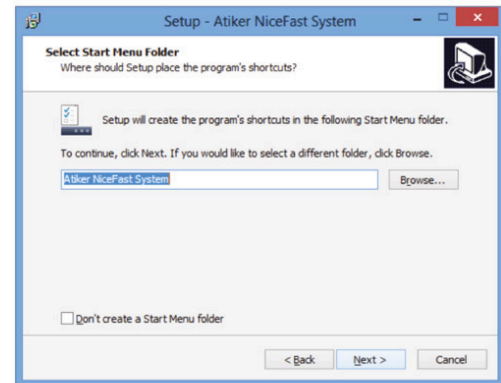 Setup - Atiker NiceFast System
Select Start Menu Folder
Where should Setup place the program's shortcuts?
Setup will create the program's shortcuts in the following Start Menu folder.
To continue, click Next. If you would like to select a different folder, click Browse.
Atiker NiceFast System
Browse...
Don't create a Start Menu folder
< Back
Next >
Cancel